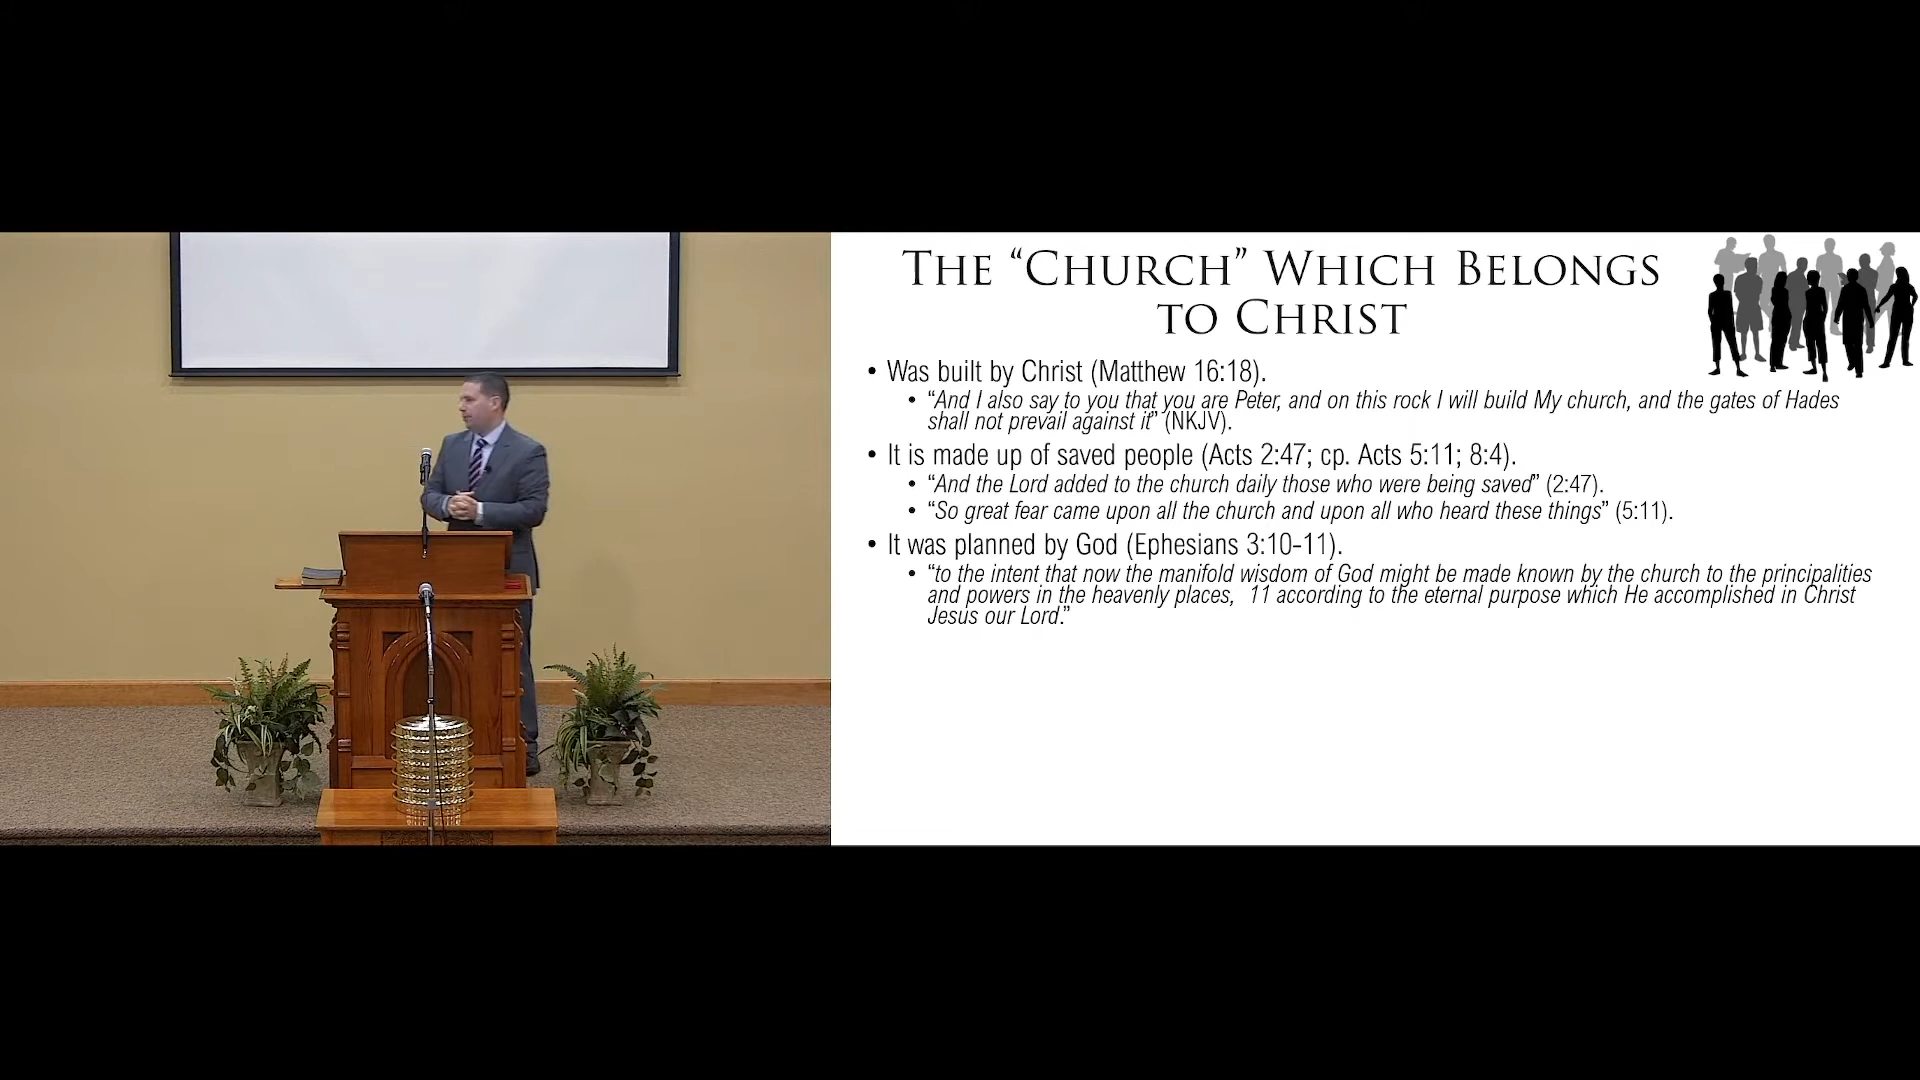 THE “CHURCH” WHICH BELONGS
TO CHRIST
• Was built by Christ (Matthew 16:18).
• “And I also say to you that you are Peter, and on this rock I will build My church, and the gates of Hades
shall not prevail against it” (NKJV).
• It is made up of saved people (Acts 2:47; cp. Acts 5:11; 8:4).
• “And the Lord added to the church daily those who were being saved” (2:47).
• “So great fear came upon all the church and upon all who heard these things” (5:11).
• It was planned by God (Ephesians 3:10-11).
• “to the intent that now the manifold wisdom of God might be made known by the church to the principalities
and powers in the heavenly places, 11 according to the eternal purpose which He accomplished in Christ
Jesus our Lord.”